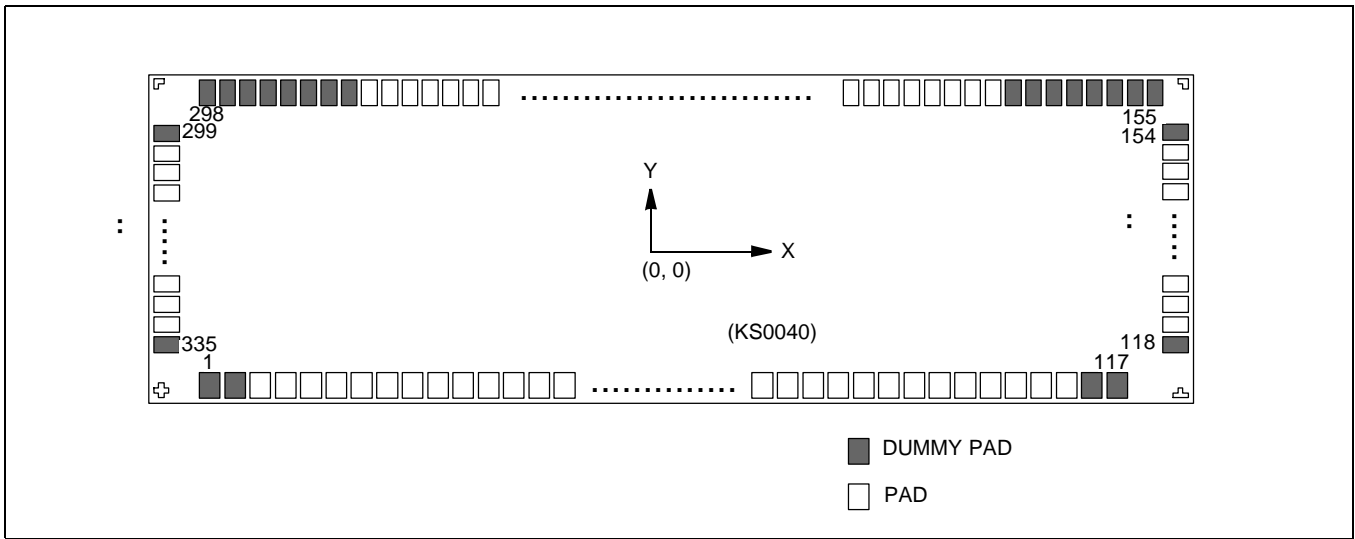 298
299
155
154
Y
X
(0, 0)
(KS0040)
335
1
118
117
DUMMY PAD
PAD